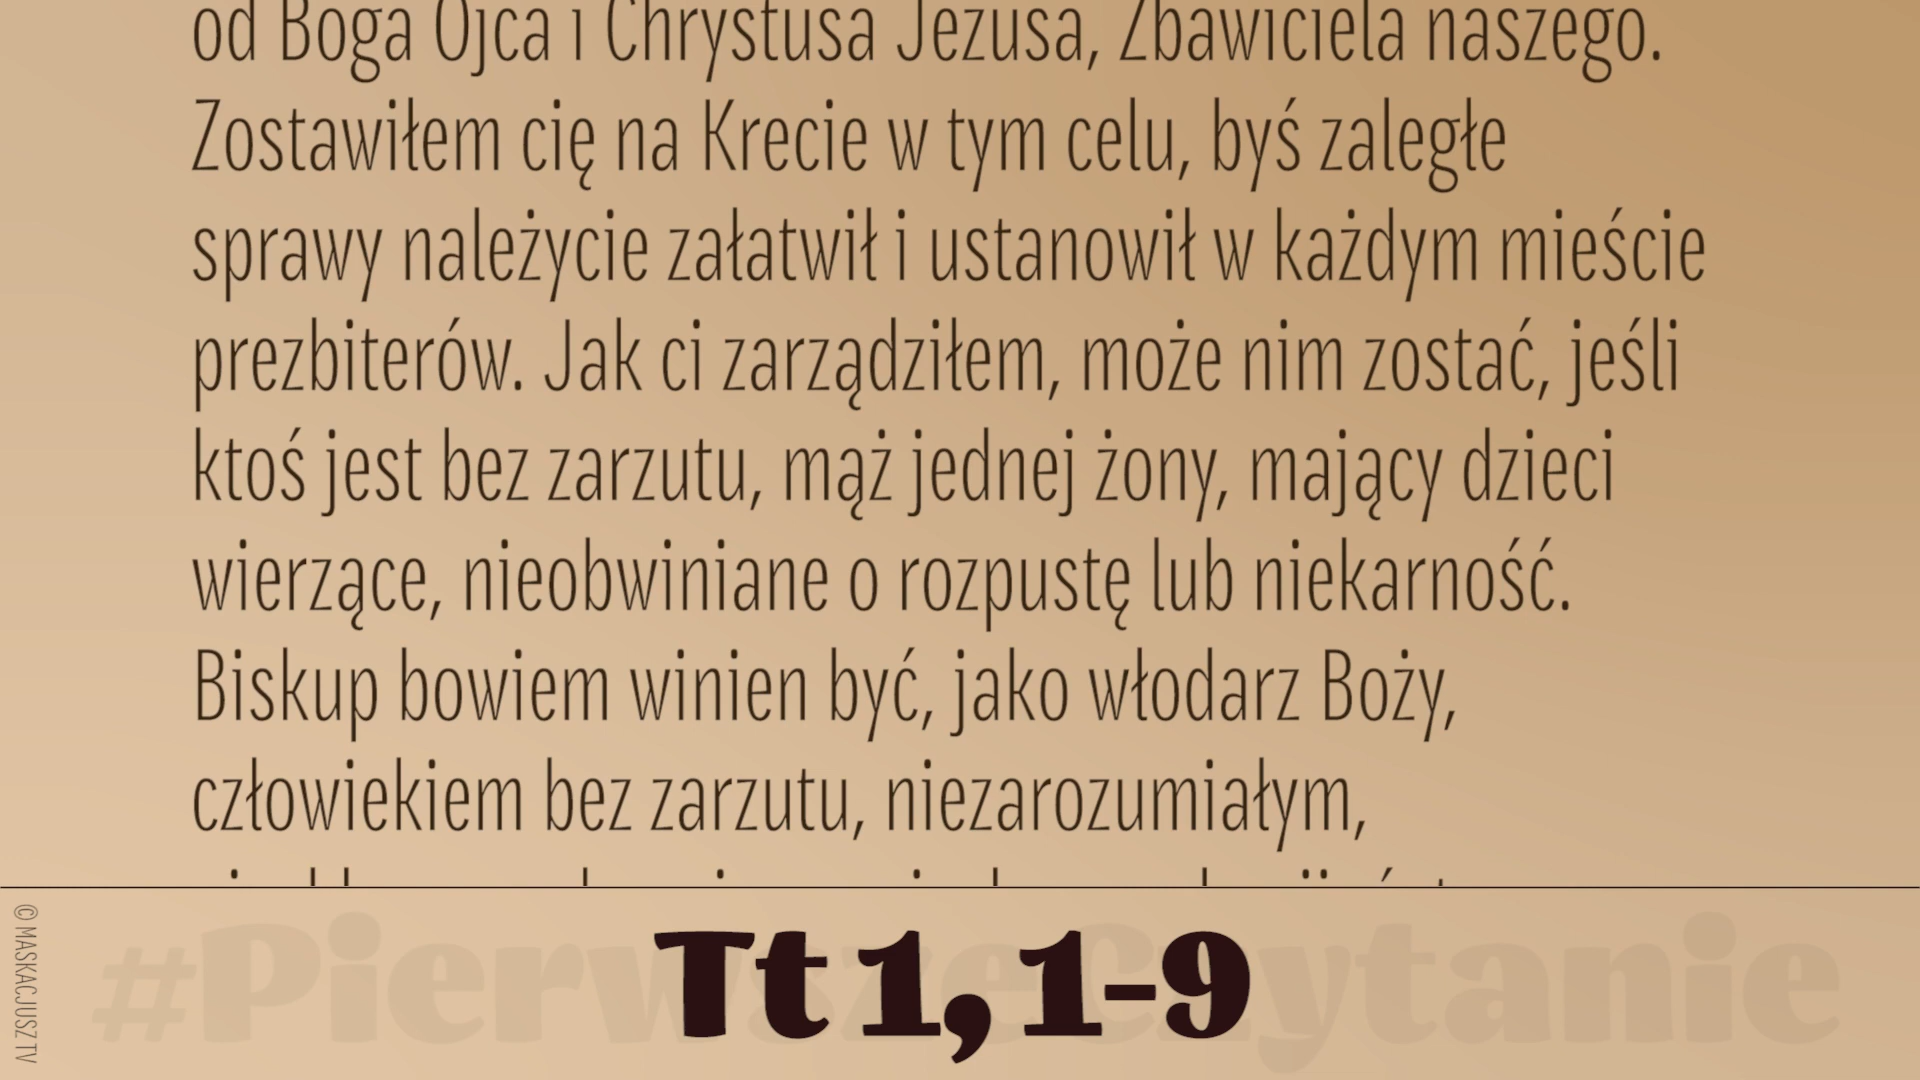 od Boga Ojca i Chrystusa Jezusa, Zbawiciela naszego.
Zostawiłem cię na Krecie w tym celu, byś zaległe
sprawy należycie załatwił i ustanowił w każdym mieście
prezbiterów. Jak ci zarządziłem, może nim zostać, jeśli
ktoś jest bez zarzutu, mąż jednej żony, mający dzieci
wierzące, nieobwiniane o rozpustę lub niekarność.
Biskup bowiem winien być, jako włodarz Boży,
człowiekiem bez zarzutu, niezarozumiałym,
#PierwszeCzytanie
Tt 1, 1-9
© MASKACJUSZ TV